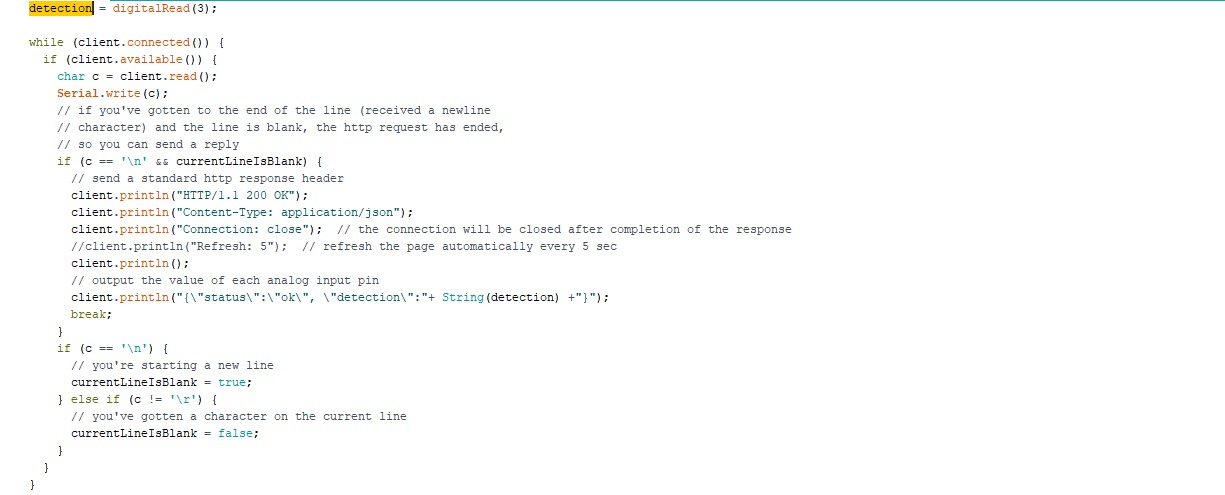 detection = digitalRead(3);
while (client.connected()) {
if (client.available()) {
char c = client.read();
Serial.write(c);
// if you've gotten to the end of the line (received a newline
// character) and the line is blank, the http request has ended,
// so you can send a reply
if (c == '\n' && currentLineIsBlank) {
// send a standard http response header
client.println("HTTP/1.1 200 OK");
client.println("Content-Type: application/json");
client.println("Connection: close");  // the connection will be closed after completion of the response
//client.println("Refresh: 5");  // refresh the page automatically every 5 sec
client.println();
// output the value of each analog input pin
client.println("{\"status\":\"ok\", \"detection\":"+ String(detection) +"}");
break;
}
if (c == '\n') {
// you're starting a new line
currentLineIsBlank = true;
} else if (c != '\r') {
// you've gotten a character on the current line
currentLineIsBlank = false;
}
}
}